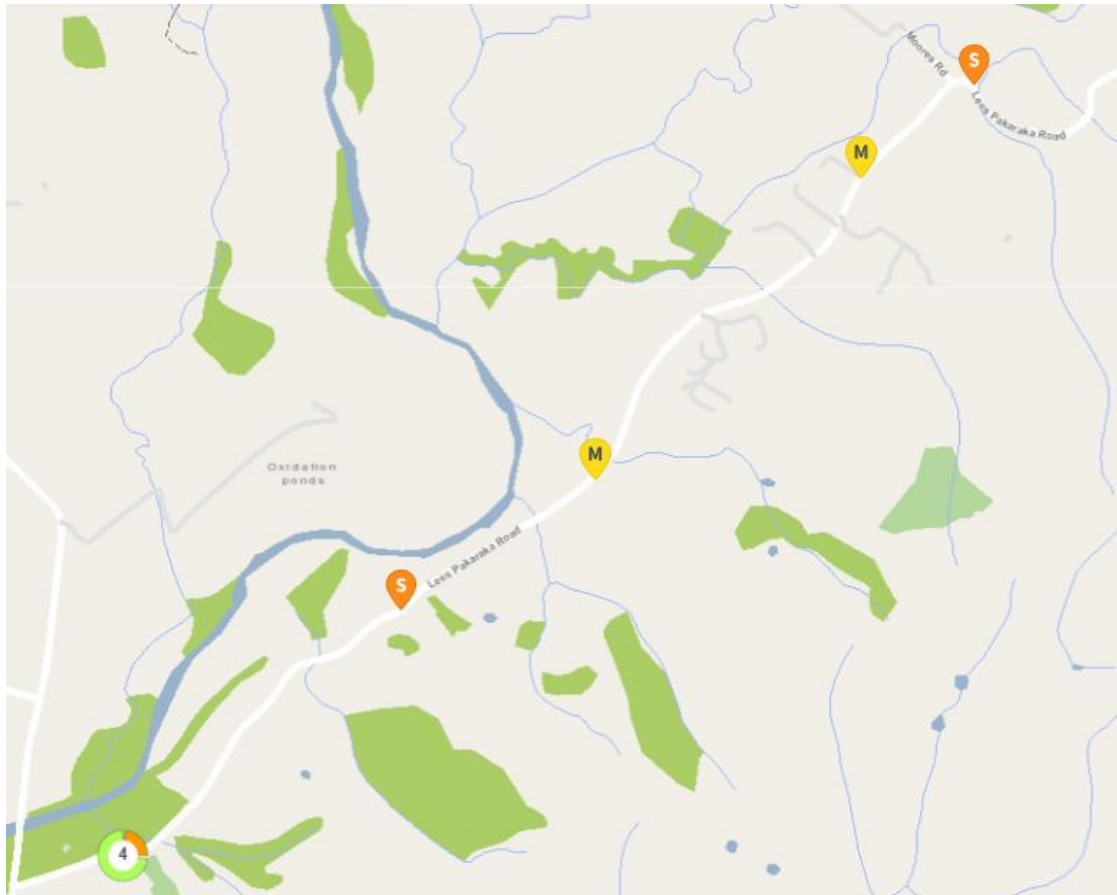 Moores Rd
S
Lees Pakaraka Road
M
M
Oxidation
ponds
Lees Pakaraka Road
S
4